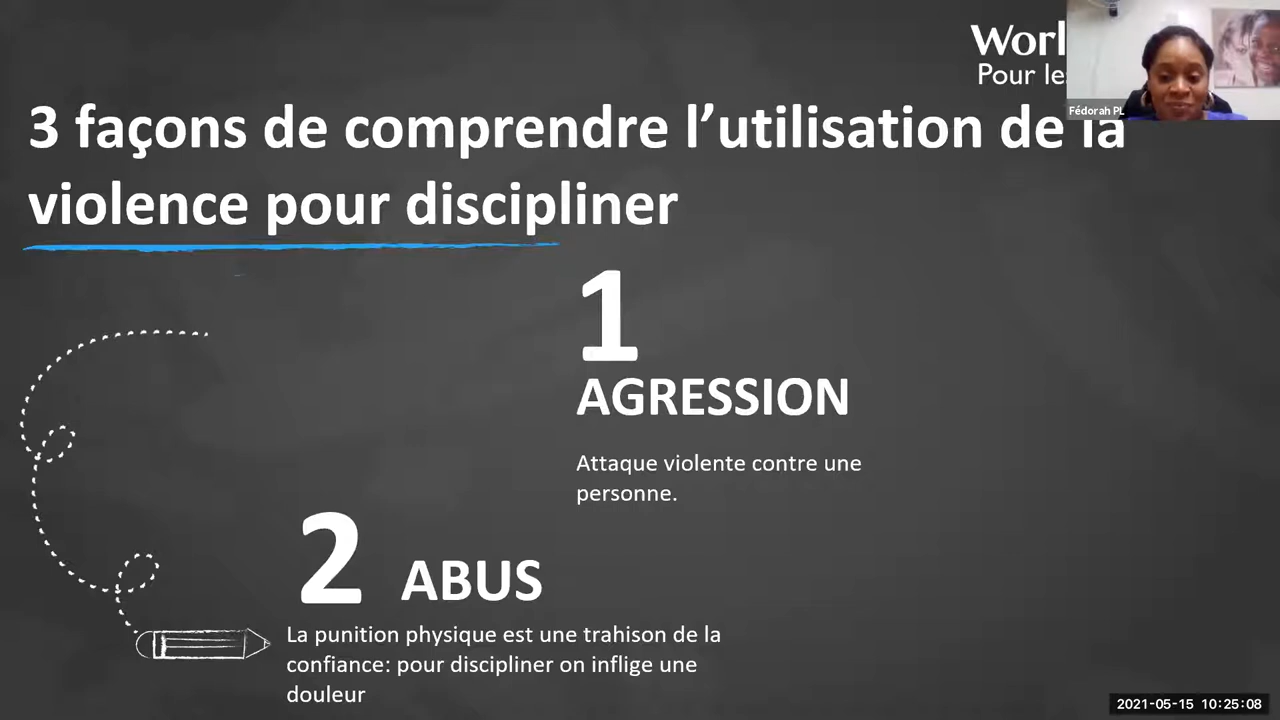 Worl
Pour les
3 façons de comprendre l’utilisation de la
violence pour discipliner
1
AGRESSION
Attaque violente contre une
personne.
2 ABUS
La punition physique est une trahison de la
confiance: pour discipliner on inflige une
douleur
Fédorah PL
2021-05-15 10:25:08